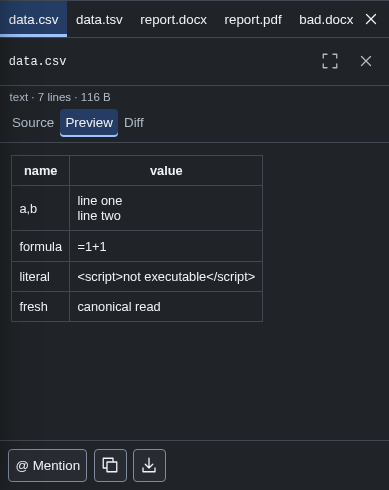 data.csv data.tsv report.docx report.pdf bad.docx
data.csv
text · 7 lines · 116 B
Source Preview Diff
name value
a,b line one
line two
formula =1+1
literal <script>not executable</script>
fresh canonical read
@ Mention